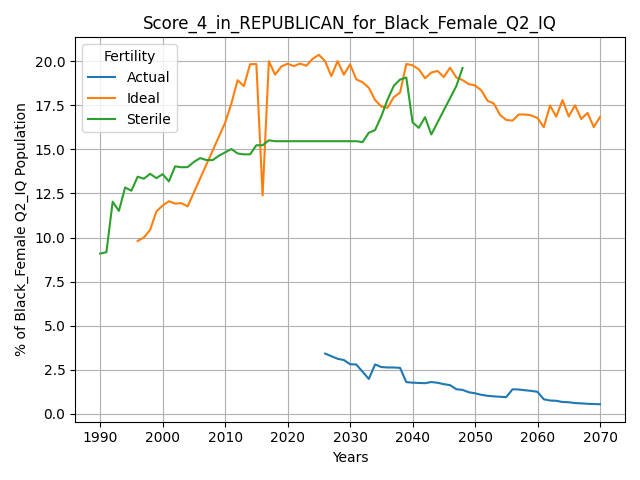 Score_4_in_REPUBLICAN_for_Black_Female_Q2_IQ
Fertility
Actual
Ideal
Sterile
% of Black_Female Q2_IQ Population
20.0
17.5
15.0
12.5
10.0
7.5
5.0
2.5
0.0
1990 2000 2010 2020 2030 2040 2050 2060 2070
Years